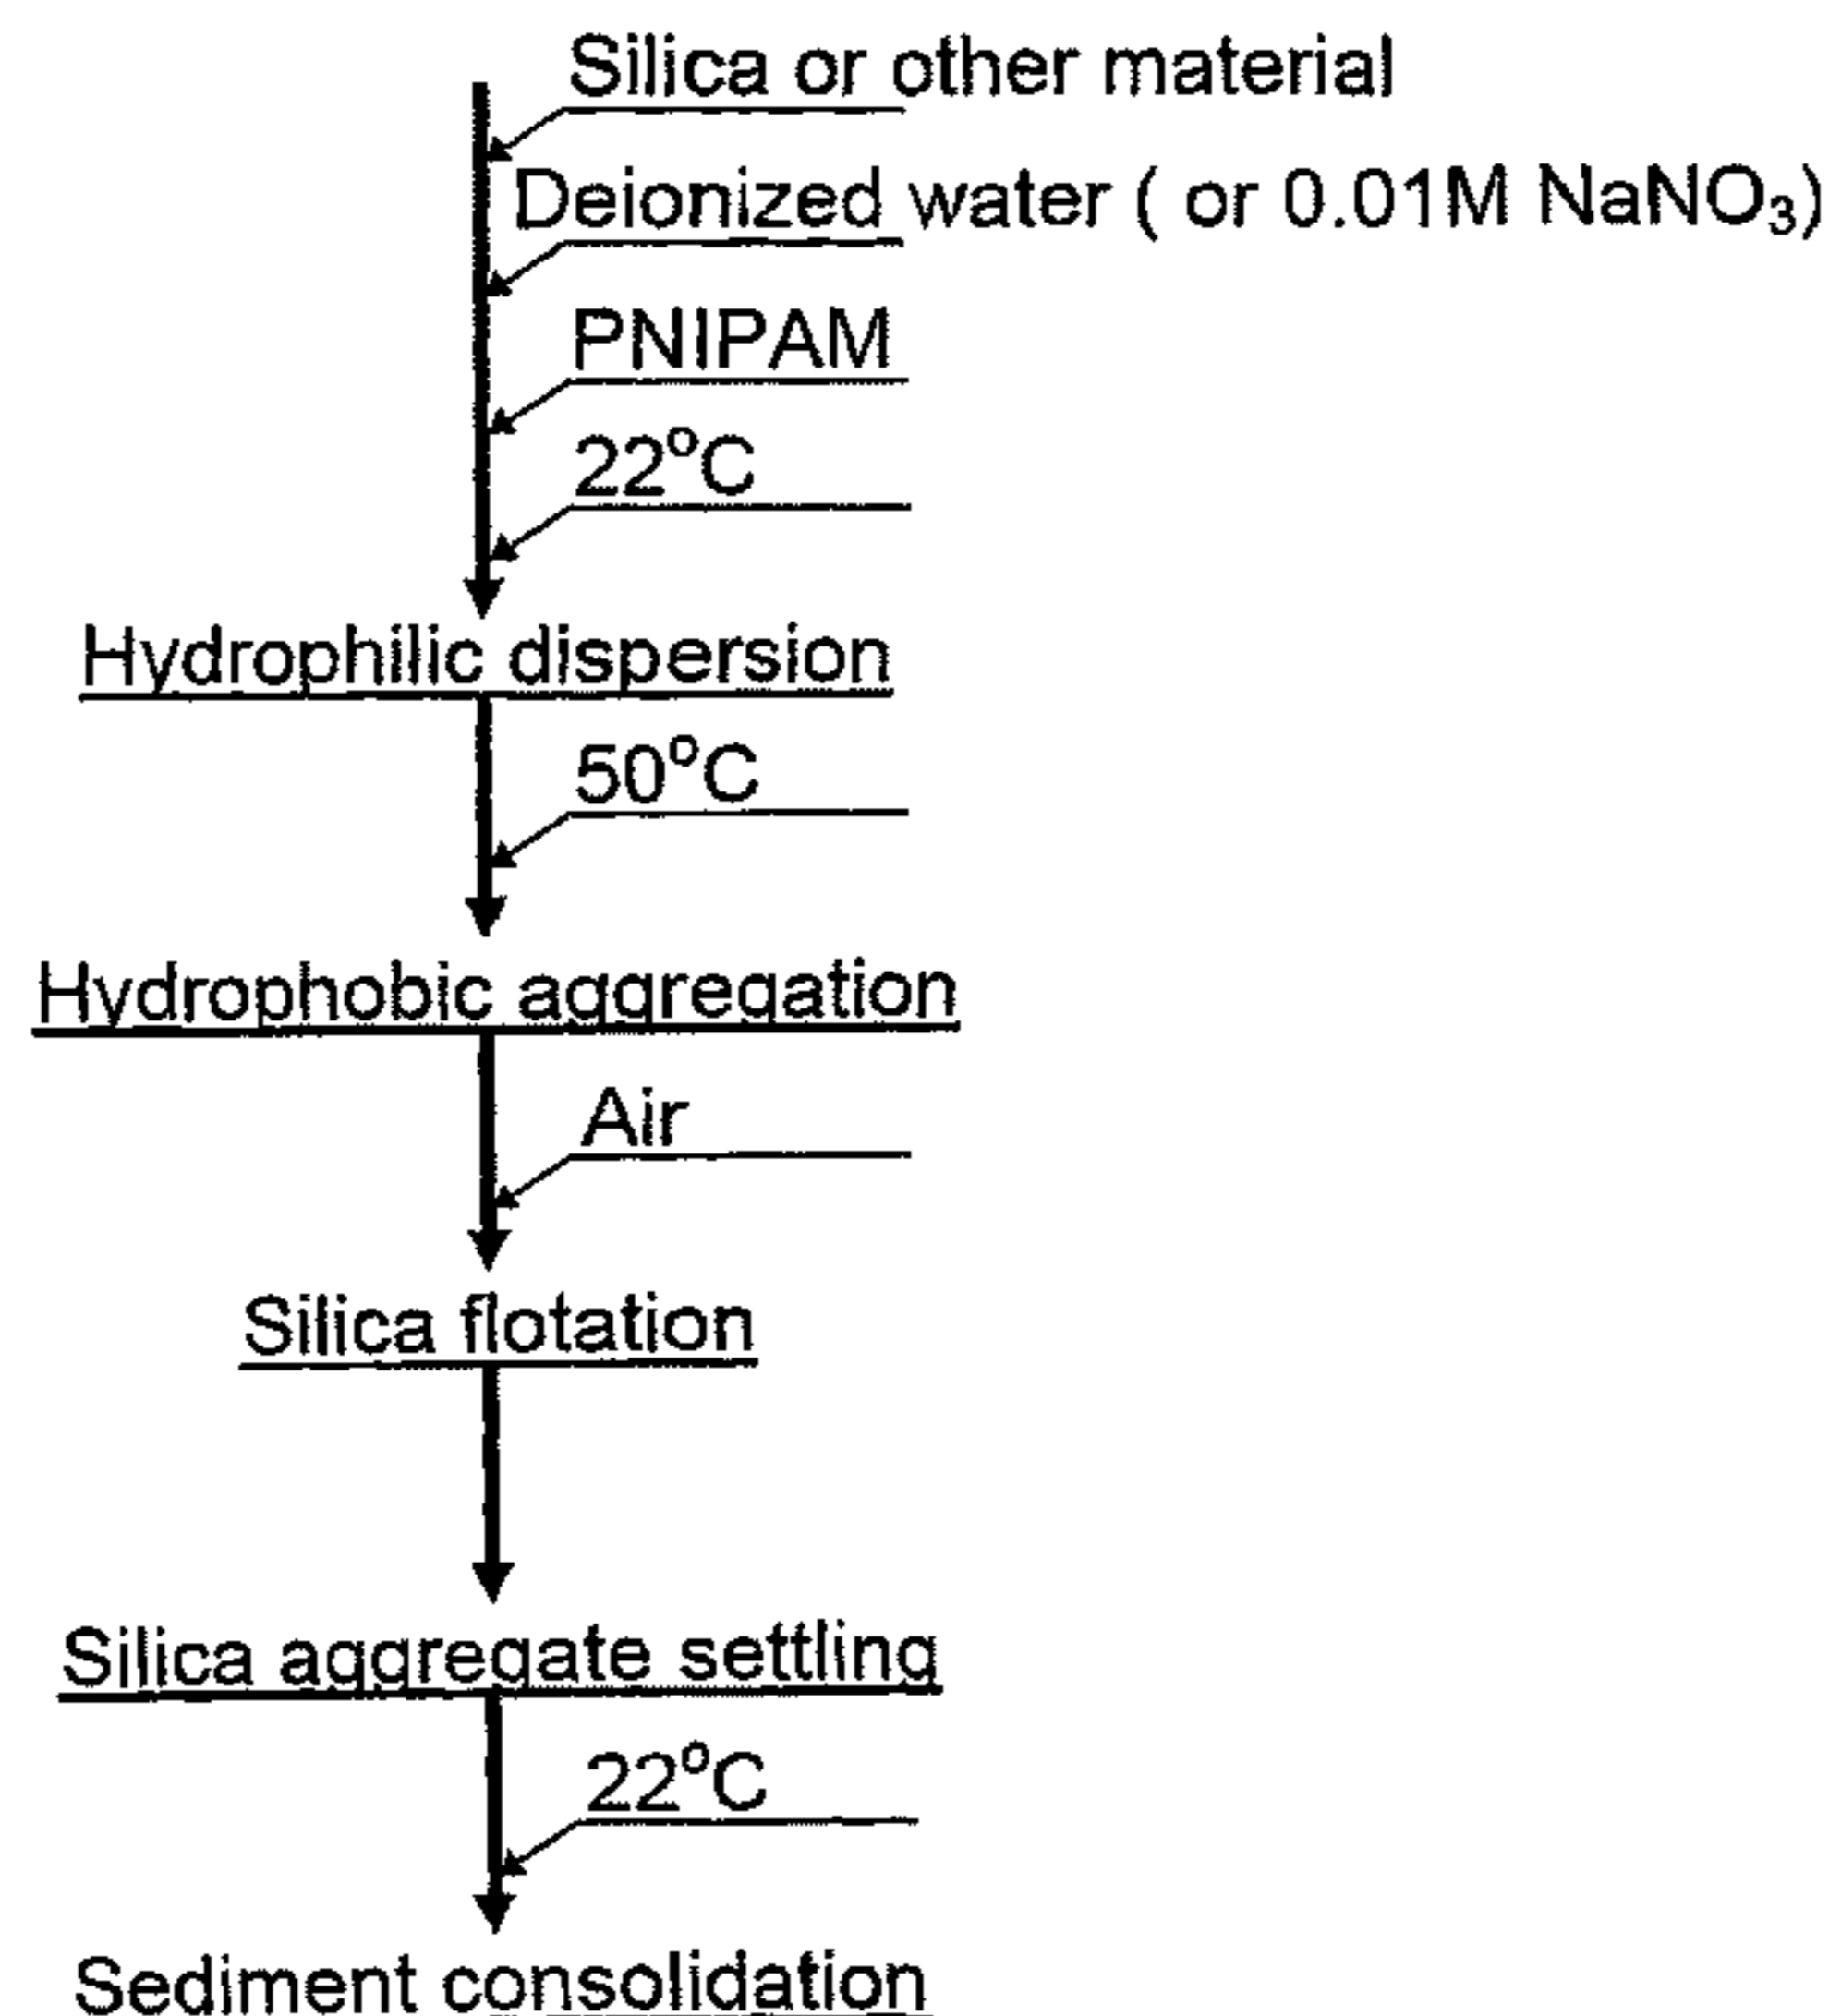 Silica or other material
Deionized water ( or 0.01M NaNO₃)
PNIPAM
22°C
Hydrophilic dispersion
50°C
Hydrophobic aggregation
Air
Silica flotation
Silica aggregate settling
22°C
Sediment consolidation